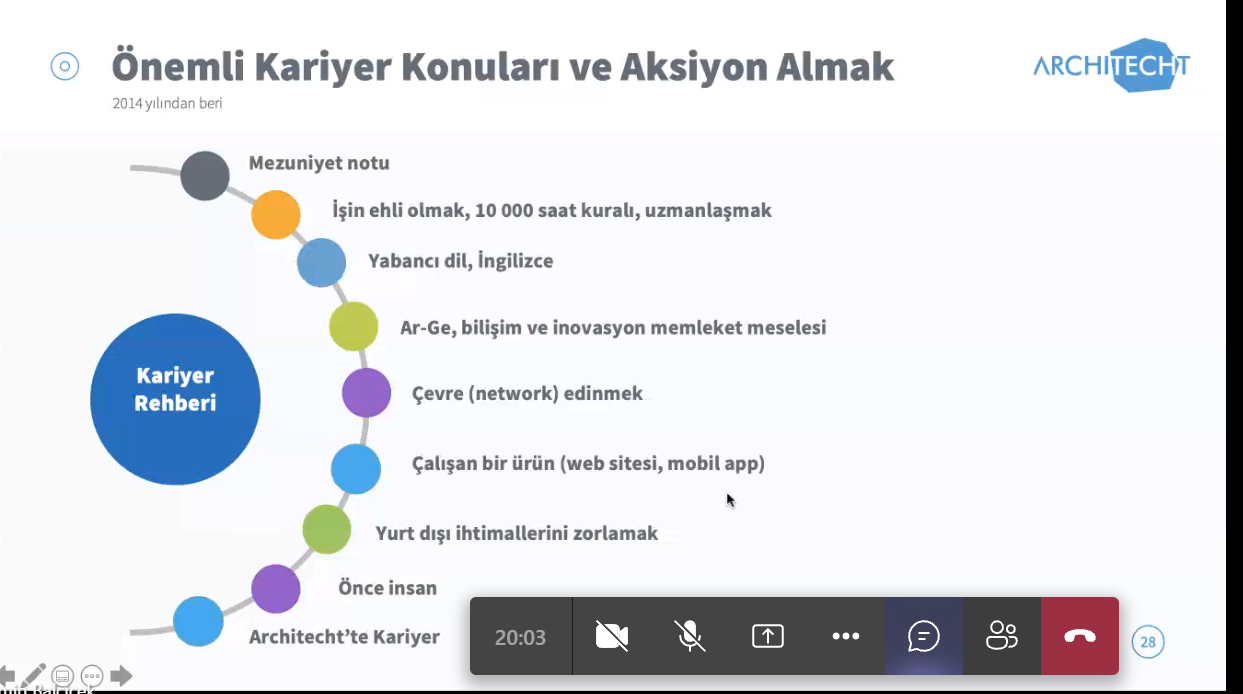 Önemli Kariyer Konuları ve Aksiyon Almak
ARCHITECHT
2014 yılından beri
Mezuniyet notu
İşin ehli olmak, 10 000 saat kuralı, uzmanlaşmak
Yabancı dil, İngilizce
Ar-Ge, bilişim ve inovasyon memleket meselesi
Kariyer
Rehberi
Çevre (network) edinmek
Çalışan bir ürün (web sitesi, mobil app)
Yurt dışı ihtimallerini zorlamak
Önce insan
Architecht’te Kariyer
20:03
28